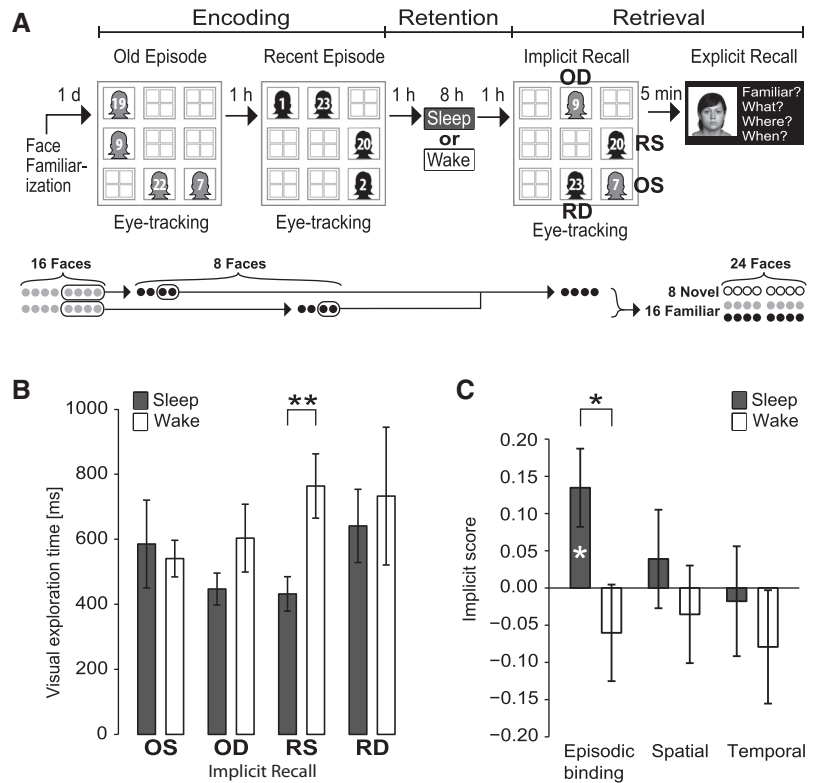 A
Encoding
Retention
Retrieval
Old Episode
Recent Episode
Implicit Recall
Explicit Recall
OD
1 d
1 h
1 h
8 h
1 h
5 min
19
1
23
9
Familiar?
What?
Where?
When?
Sleep
or
Wake
Face
Familiar-
ization
9
20
20
RS
22
7
2
23
7
OS
RD
Eye-tracking
Eye-tracking
Eye-tracking
16 Faces
8 Faces
24 Faces
8 Novel
16 Familiar
B
Sleep
Wake
**
Visual exploration time [ms]
1000
800
600
400
200
0
OS
OD
RS
RD
Implicit Recall
C
Sleep
Wake
*
*
Implicit score
0.20
0.15
0.10
0.05
0.00
−0.05
−0.10
−0.15
−0.20
Episodic
binding
Spatial
Temporal